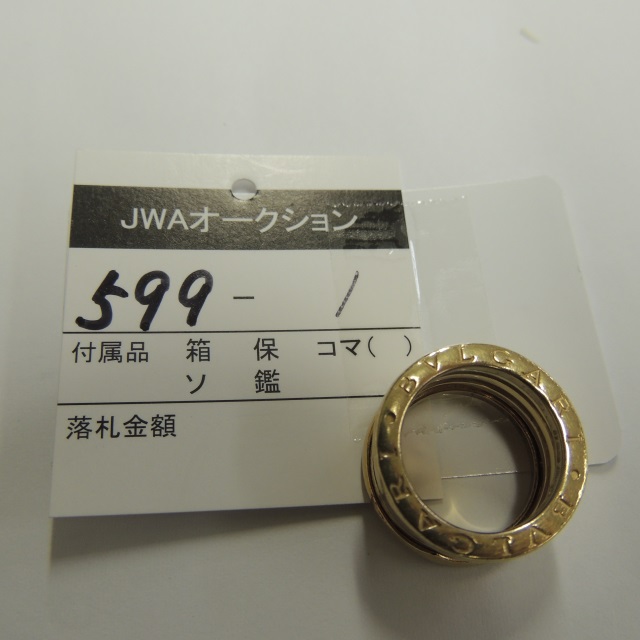 JWAオークション
599 - 1
付属品 箱 保 コマ( )
ソ 鑑
落札金額
BVLGARI BVLGARI